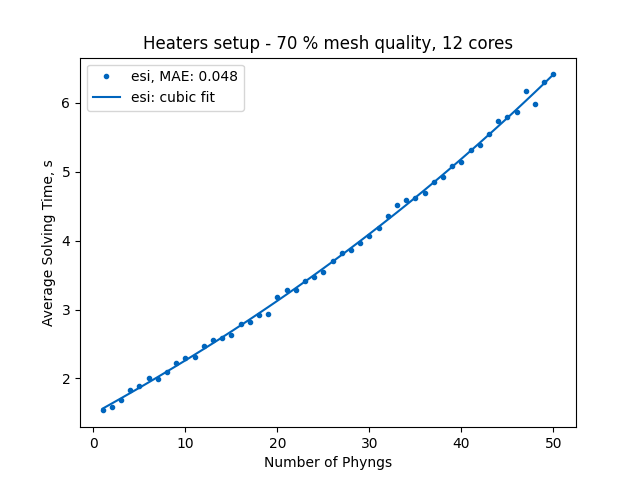 Heaters setup - 70 % mesh quality, 12 cores
esi, MAE: 0.048
esi: cubic fit
Average Solving Time, s
6
5
4
3
2
0 10 20 30 40 50
Number of Phyngs